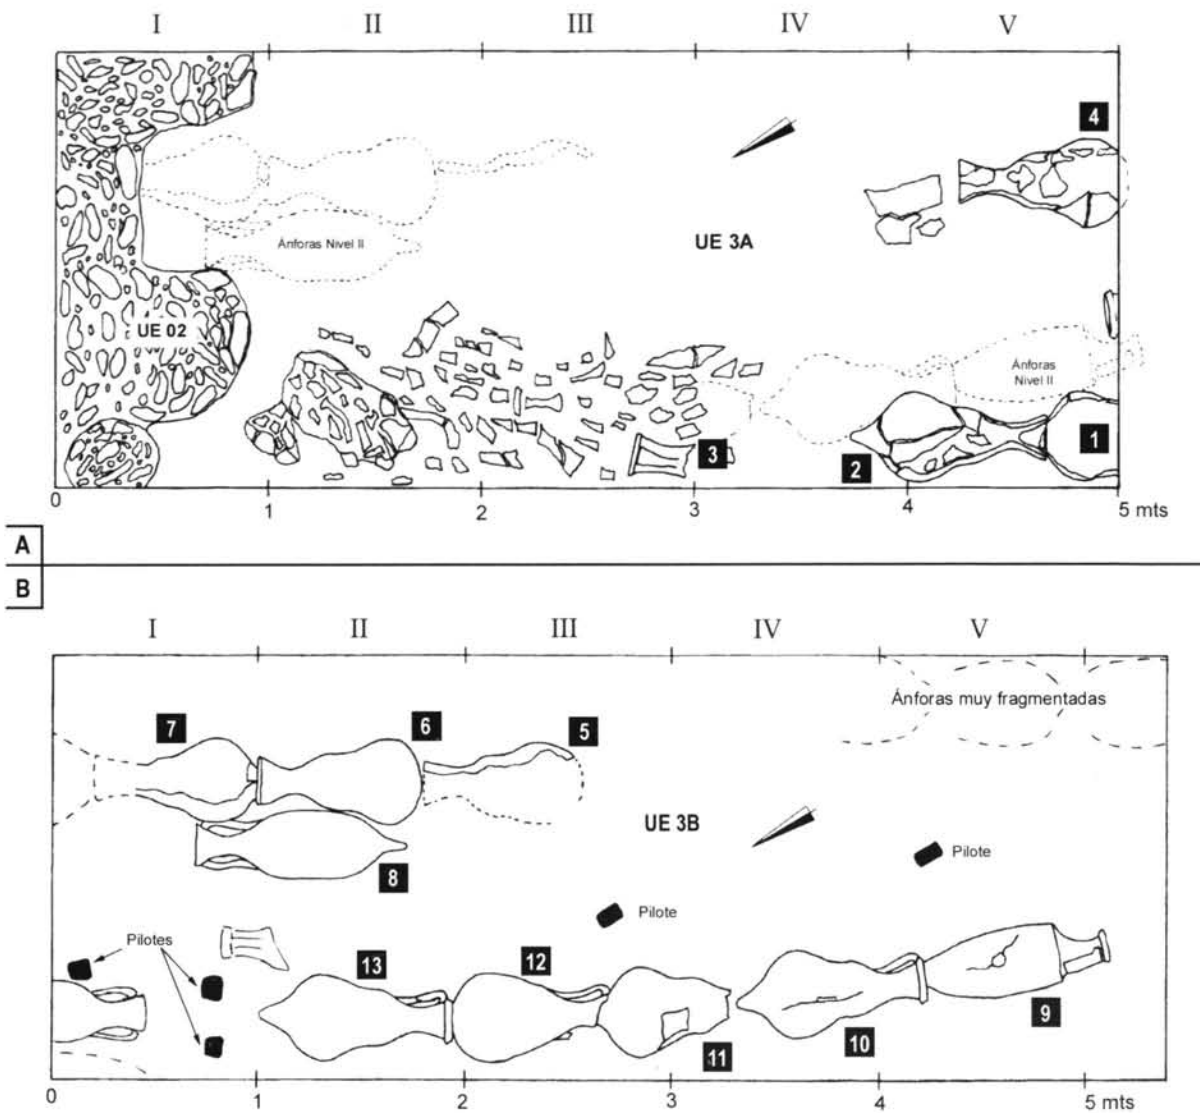 I II III IV V
4
Ánforas Nivel II
UE 3A
UE 02
Ánforas
Nivel II
3
2
1
0 1 2 3 4 5 mts
A
B
I II III IV V
Ánforas muy fragmentadas
7
6
5
UE 3B
Pilote
8
Pilote
Pilotes
13
12
11
10
9
0 1 2 3 4 5 mts